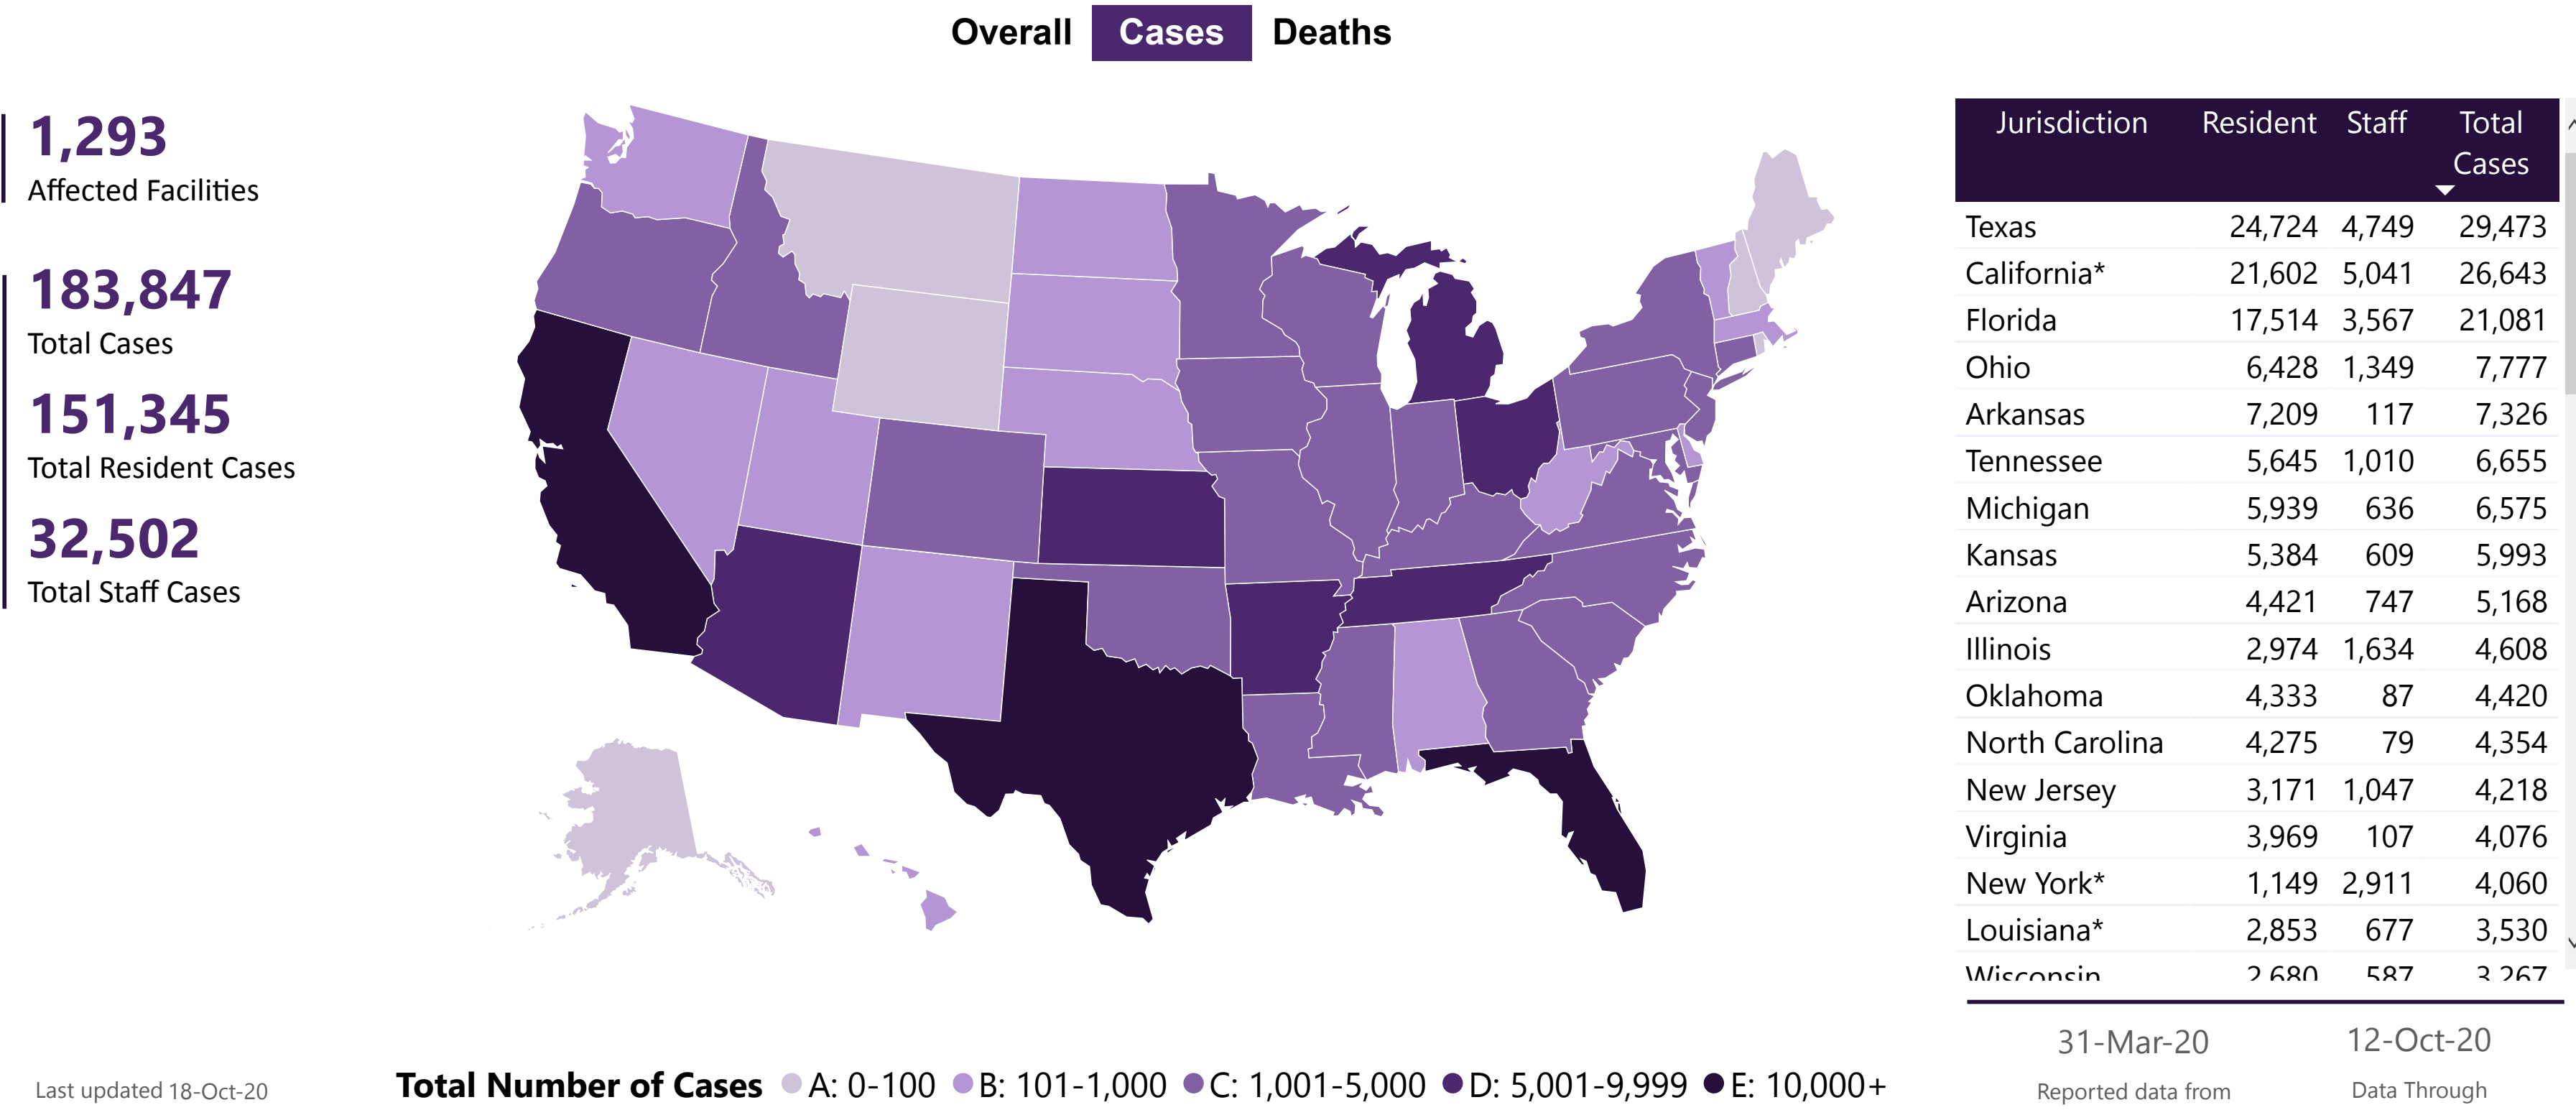 Overall Cases Deaths
1,293
Affected Facilities
183,847
Total Cases
151,345
Total Resident Cases
32,502
Total Staff Cases
Last updated 18-Oct-20
Total Number of Cases A: 0-100 B: 101-1,000 C: 1,001-5,000 D: 5,001-9,999 E: 10,000+
Jurisdiction Resident Staff Total
Cases
Texas 24,724 4,749 29,473
California* 21,602 5,041 26,643
Florida 17,514 3,567 21,081
Ohio 6,428 1,349 7,777
Arkansas 7,209 117 7,326
Tennessee 5,645 1,010 6,655
Michigan 5,939 636 6,575
Kansas 5,384 609 5,993
Arizona 4,421 747 5,168
Illinois 2,974 1,634 4,608
Oklahoma 4,333 87 4,420
North Carolina 4,275 79 4,354
New Jersey 3,171 1,047 4,218
Virginia 3,969 107 4,076
New York* 1,149 2,911 4,060
Louisiana* 2,853 677 3,530
Wisconsin 2,680 587 3,267
31-Mar-20 12-Oct-20
Reported data from Data Through